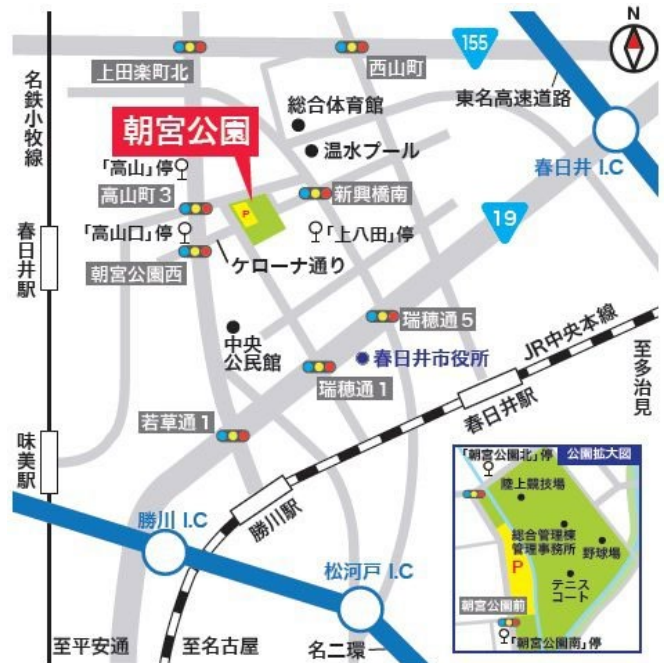 N
155
上田楽町北
西山町
名鉄小牧線
東名高速道路
総合体育館
朝宮公園
温水プール
春日井 I.C
「高山」停
高山町3
新興橋南
P
19
「高山口」停
「上八田」停
春日井駅
ケローナ通り
朝宮公園西
瑞穂通5
JR中央本線
中央
公民館
春日井市役所
至多治見
瑞穂通1
春日井駅
若草通1
味美駅
「朝宮公園北」停
公園拡大図
陸上競技場
勝川駅
勝川 I.C
総合管理棟
管理事務所
野球場
P
テニス
コート
松河戸 I.C
朝宮公園前
「朝宮公園南」停
至平安通
至名古屋
名二環